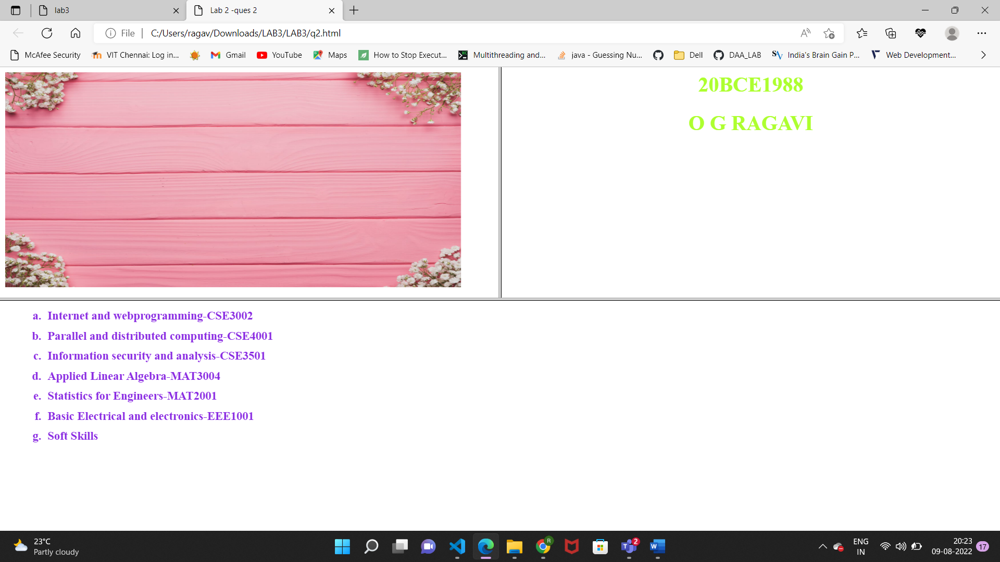 lab3
Lab 2 -ques 2
File
C:/Users/ragav/Downloads/LAB3/LAB3/q2.html
McAfee Security
VIT Chennai: Log in...
Gmail
YouTube
Maps
How to Stop Execut...
Multithreading and...
java - Guessing Nu...
Dell
DAA_LAB
India's Brain Gain P...
Web Development...
20BCE1988
O G RAGAVI
a. Internet and webprogramming-CSE3002
b. Parallel and distributed computing-CSE4001
c. Information security and analysis-CSE3501
d. Applied Linear Algebra-MAT3004
e. Statistics for Engineers-MAT2001
f. Basic Electrical and electronics-EEE1001
g. Soft Skills
23°C
Partly cloudy
R
2
ENG
IN
20:23
09-08-2022
17